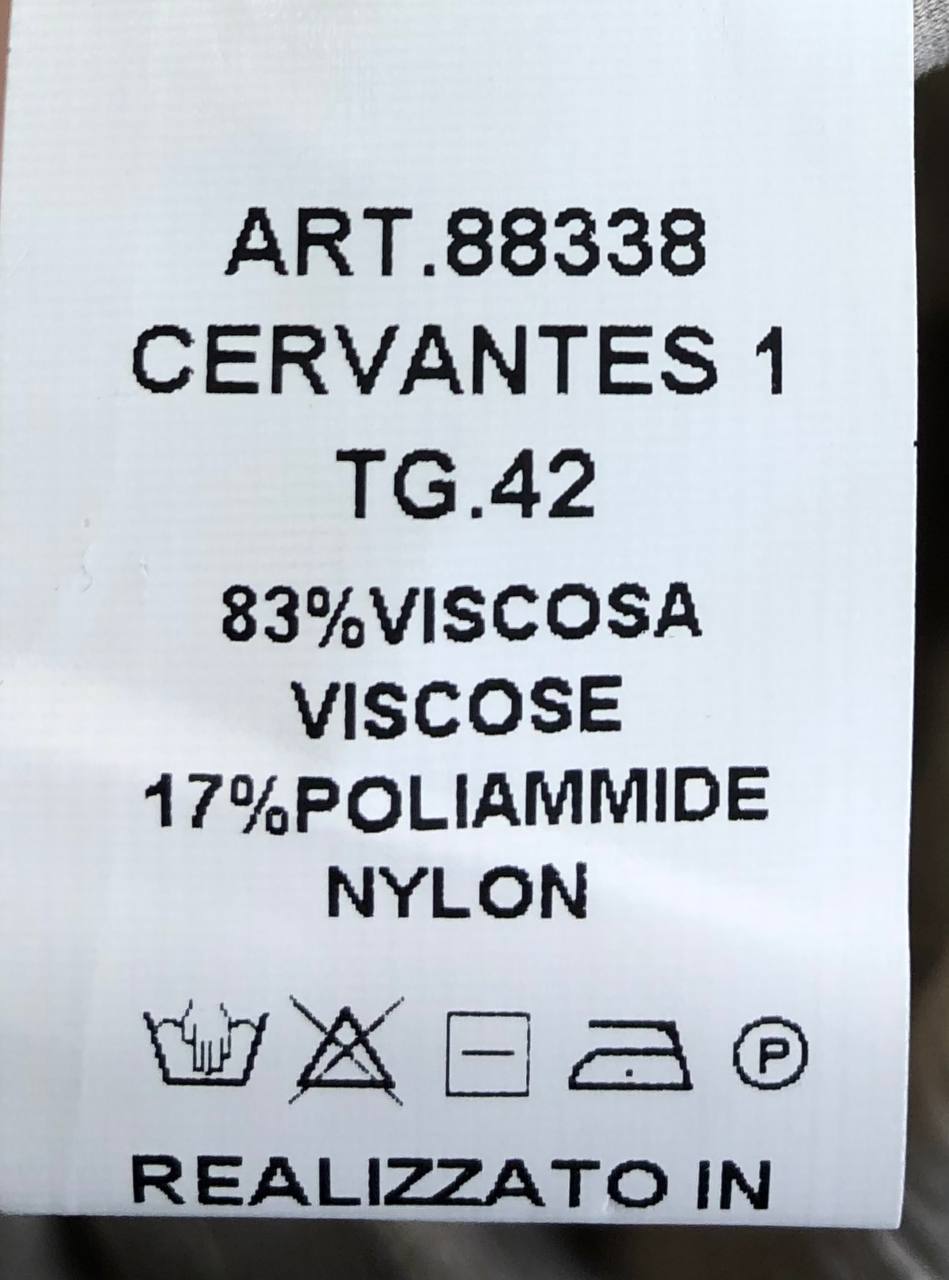 ART.88338
CERVANTES 1
TG.42
83%VISCOSA
VISCOSE
17%POLIAMMIDE
NYLON
P
REALIZZATO IN